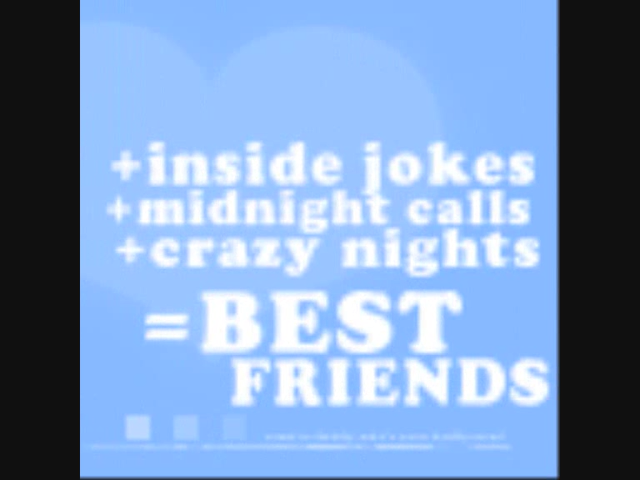 +inside jokes
+midnight calls
+crazy nights
=BEST
FRIENDS